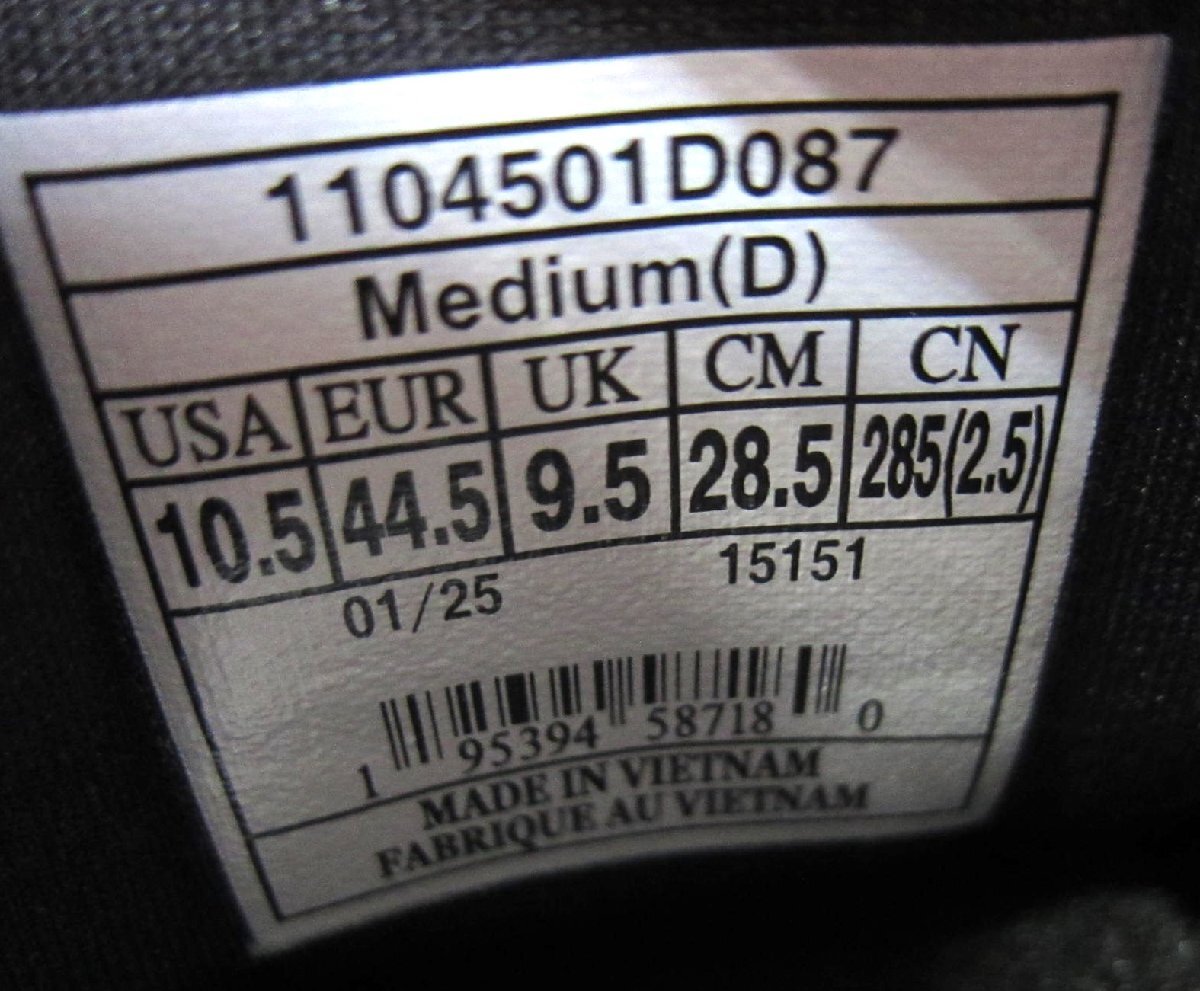 1104501D087
Medium(D)
USA EUR UK CM CN
10.5 44.5 9.5 28.5 285(2.5)
01/25 15151
1 95394 58718 0
MADE IN VIETNAM
FABRIQUE AU VIETNAM